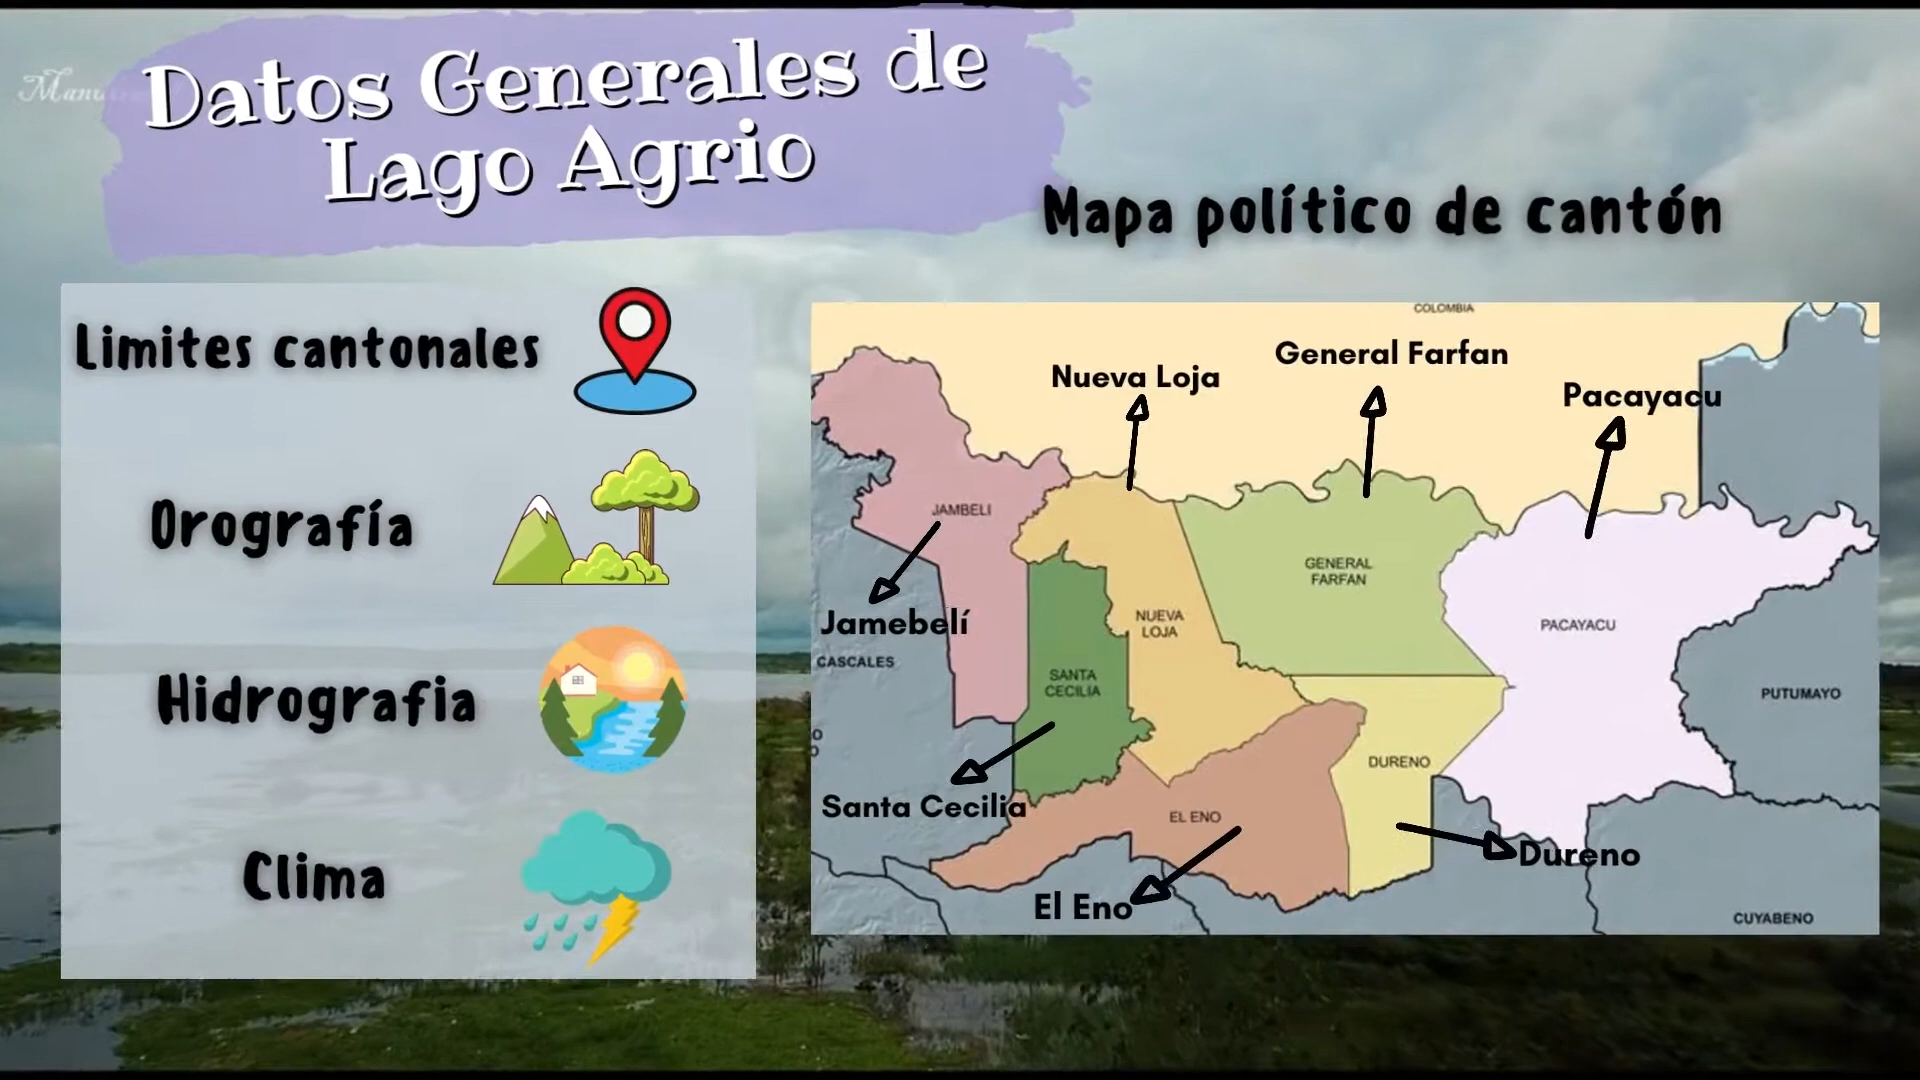 Datos Generales de
Lago Agrio
Mapa político de cantón
Limites cantonales
Orografía
Hidrografia
Clima
COLOMBIA
General Farfan
Nueva Loja
Pacayacu
JAMBELI
GENERAL
FARFAN
NUEVA
LOJA
PACAYACU
Jamebelí
CASCALES
SANTA
CECILIA
PUTUMAYO
DURENO
Santa Cecilia
EL ENO
Dureno
El Eno
CUYABENO